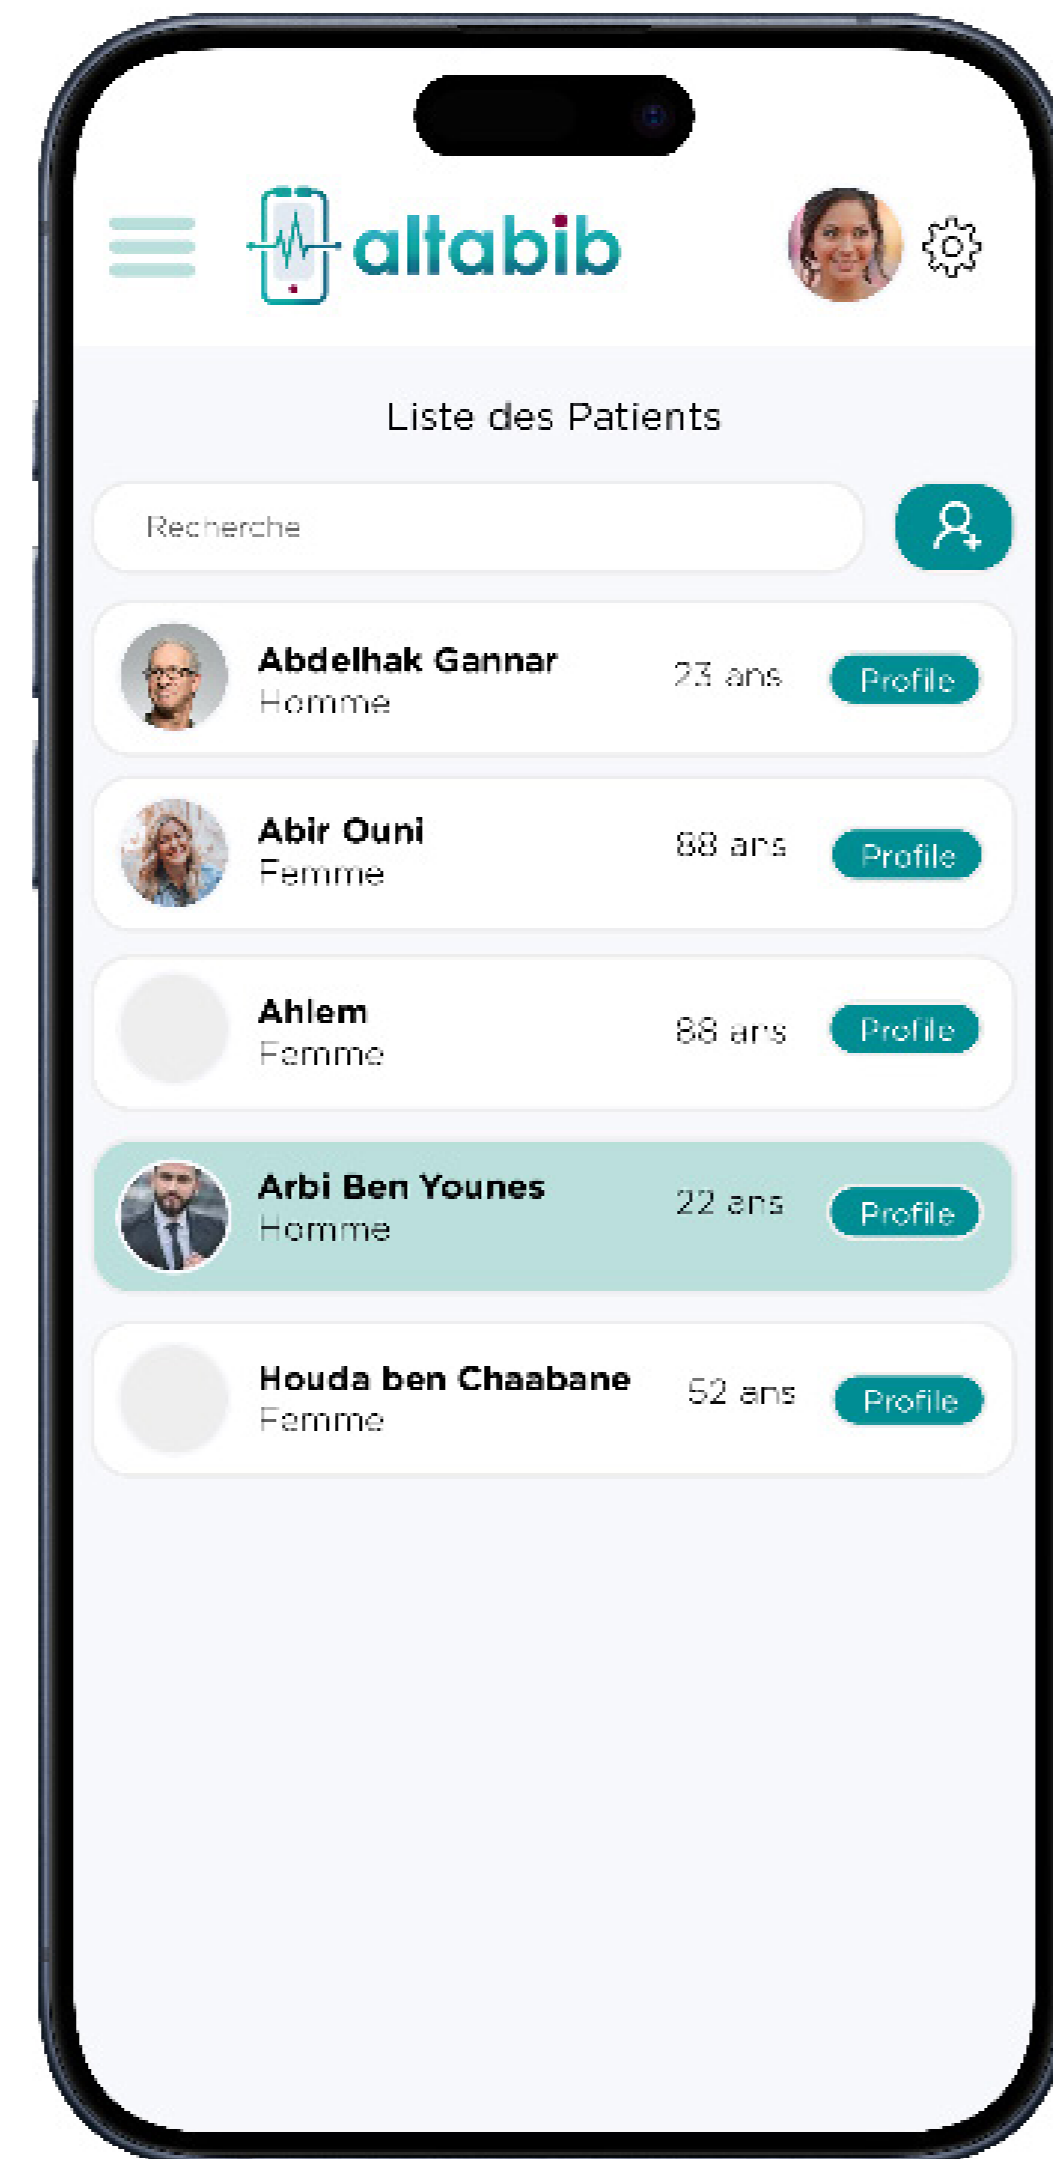 altabib
Liste des Patients
Recherche
Abdelhak Gannar
Homme
23 ans
Profile
Abir Ouni
Femme
88 ans
Profile
Ahlem
Femme
88 ans
Profile
Arbi Ben Younes
Homme
22 ans
Profile
Houda ben Chaabane
Femme
52 ans
Profile